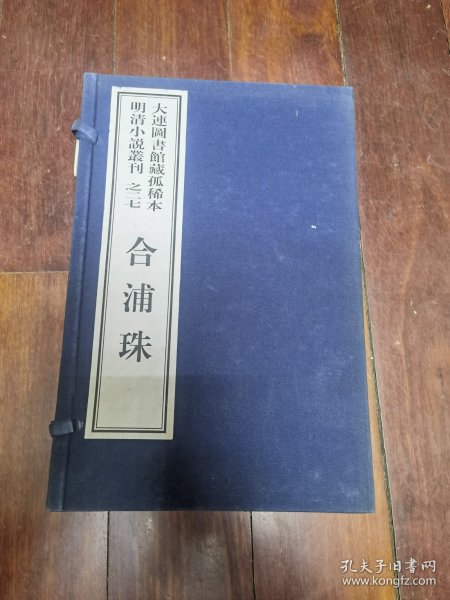 大連圖書館藏孤稀本
明清小說叢刊 之二七
合浦珠
孔夫子旧书网
www.kongfz.com